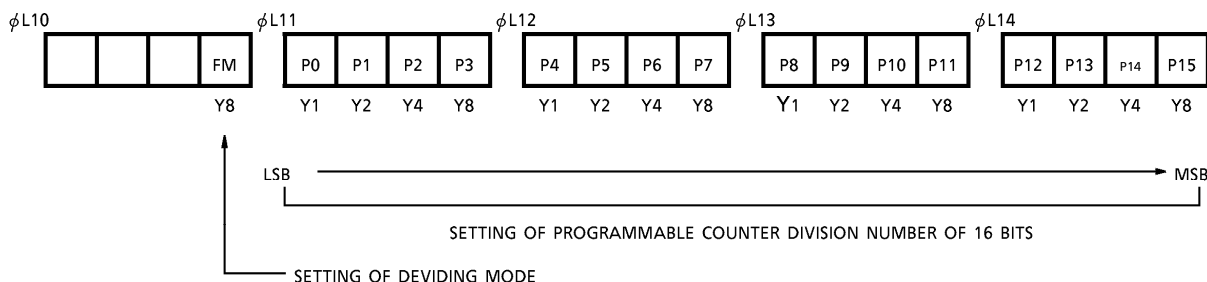 φL10 φL11 φL12 φL13 φL14
FM P0 P1 P2 P3 P4 P5 P6 P7 P8 P9 P10 P11 P12 P13 P14 P15
Y8 Y1 Y2 Y4 Y8 Y1 Y2 Y4 Y8 Y1 Y2 Y4 Y8 Y1 Y2 Y4 Y8
LSB MSB
SETTING OF PROGRAMMABLE COUNTER DIVISION NUMBER OF 16 BITS
SETTING OF DEVIDING MODE